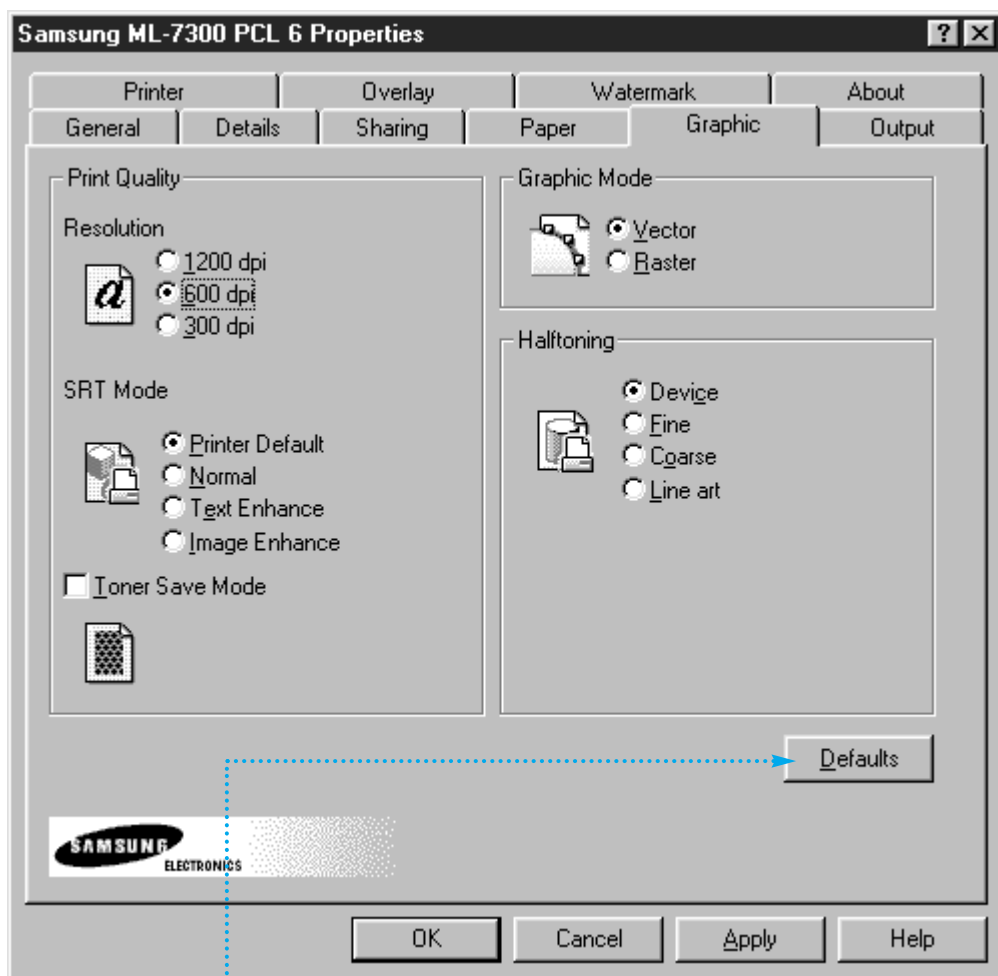 Samsung ML-7300 PCL 6 Properties
Printer Overlay Watermark About
General Details Sharing Paper Graphic Output
Print Quality
Resolution
1200 dpi
600 dpi
300 dpi
SRT Mode
Printer Default
Normal
Text Enhance
Image Enhance
Toner Save Mode
Graphic Mode
Vector
Raster
Halftoning
Device
Fine
Coarse
Line art
Defaults
SAMSUNG
ELECTRONICS
OK Cancel Apply Help